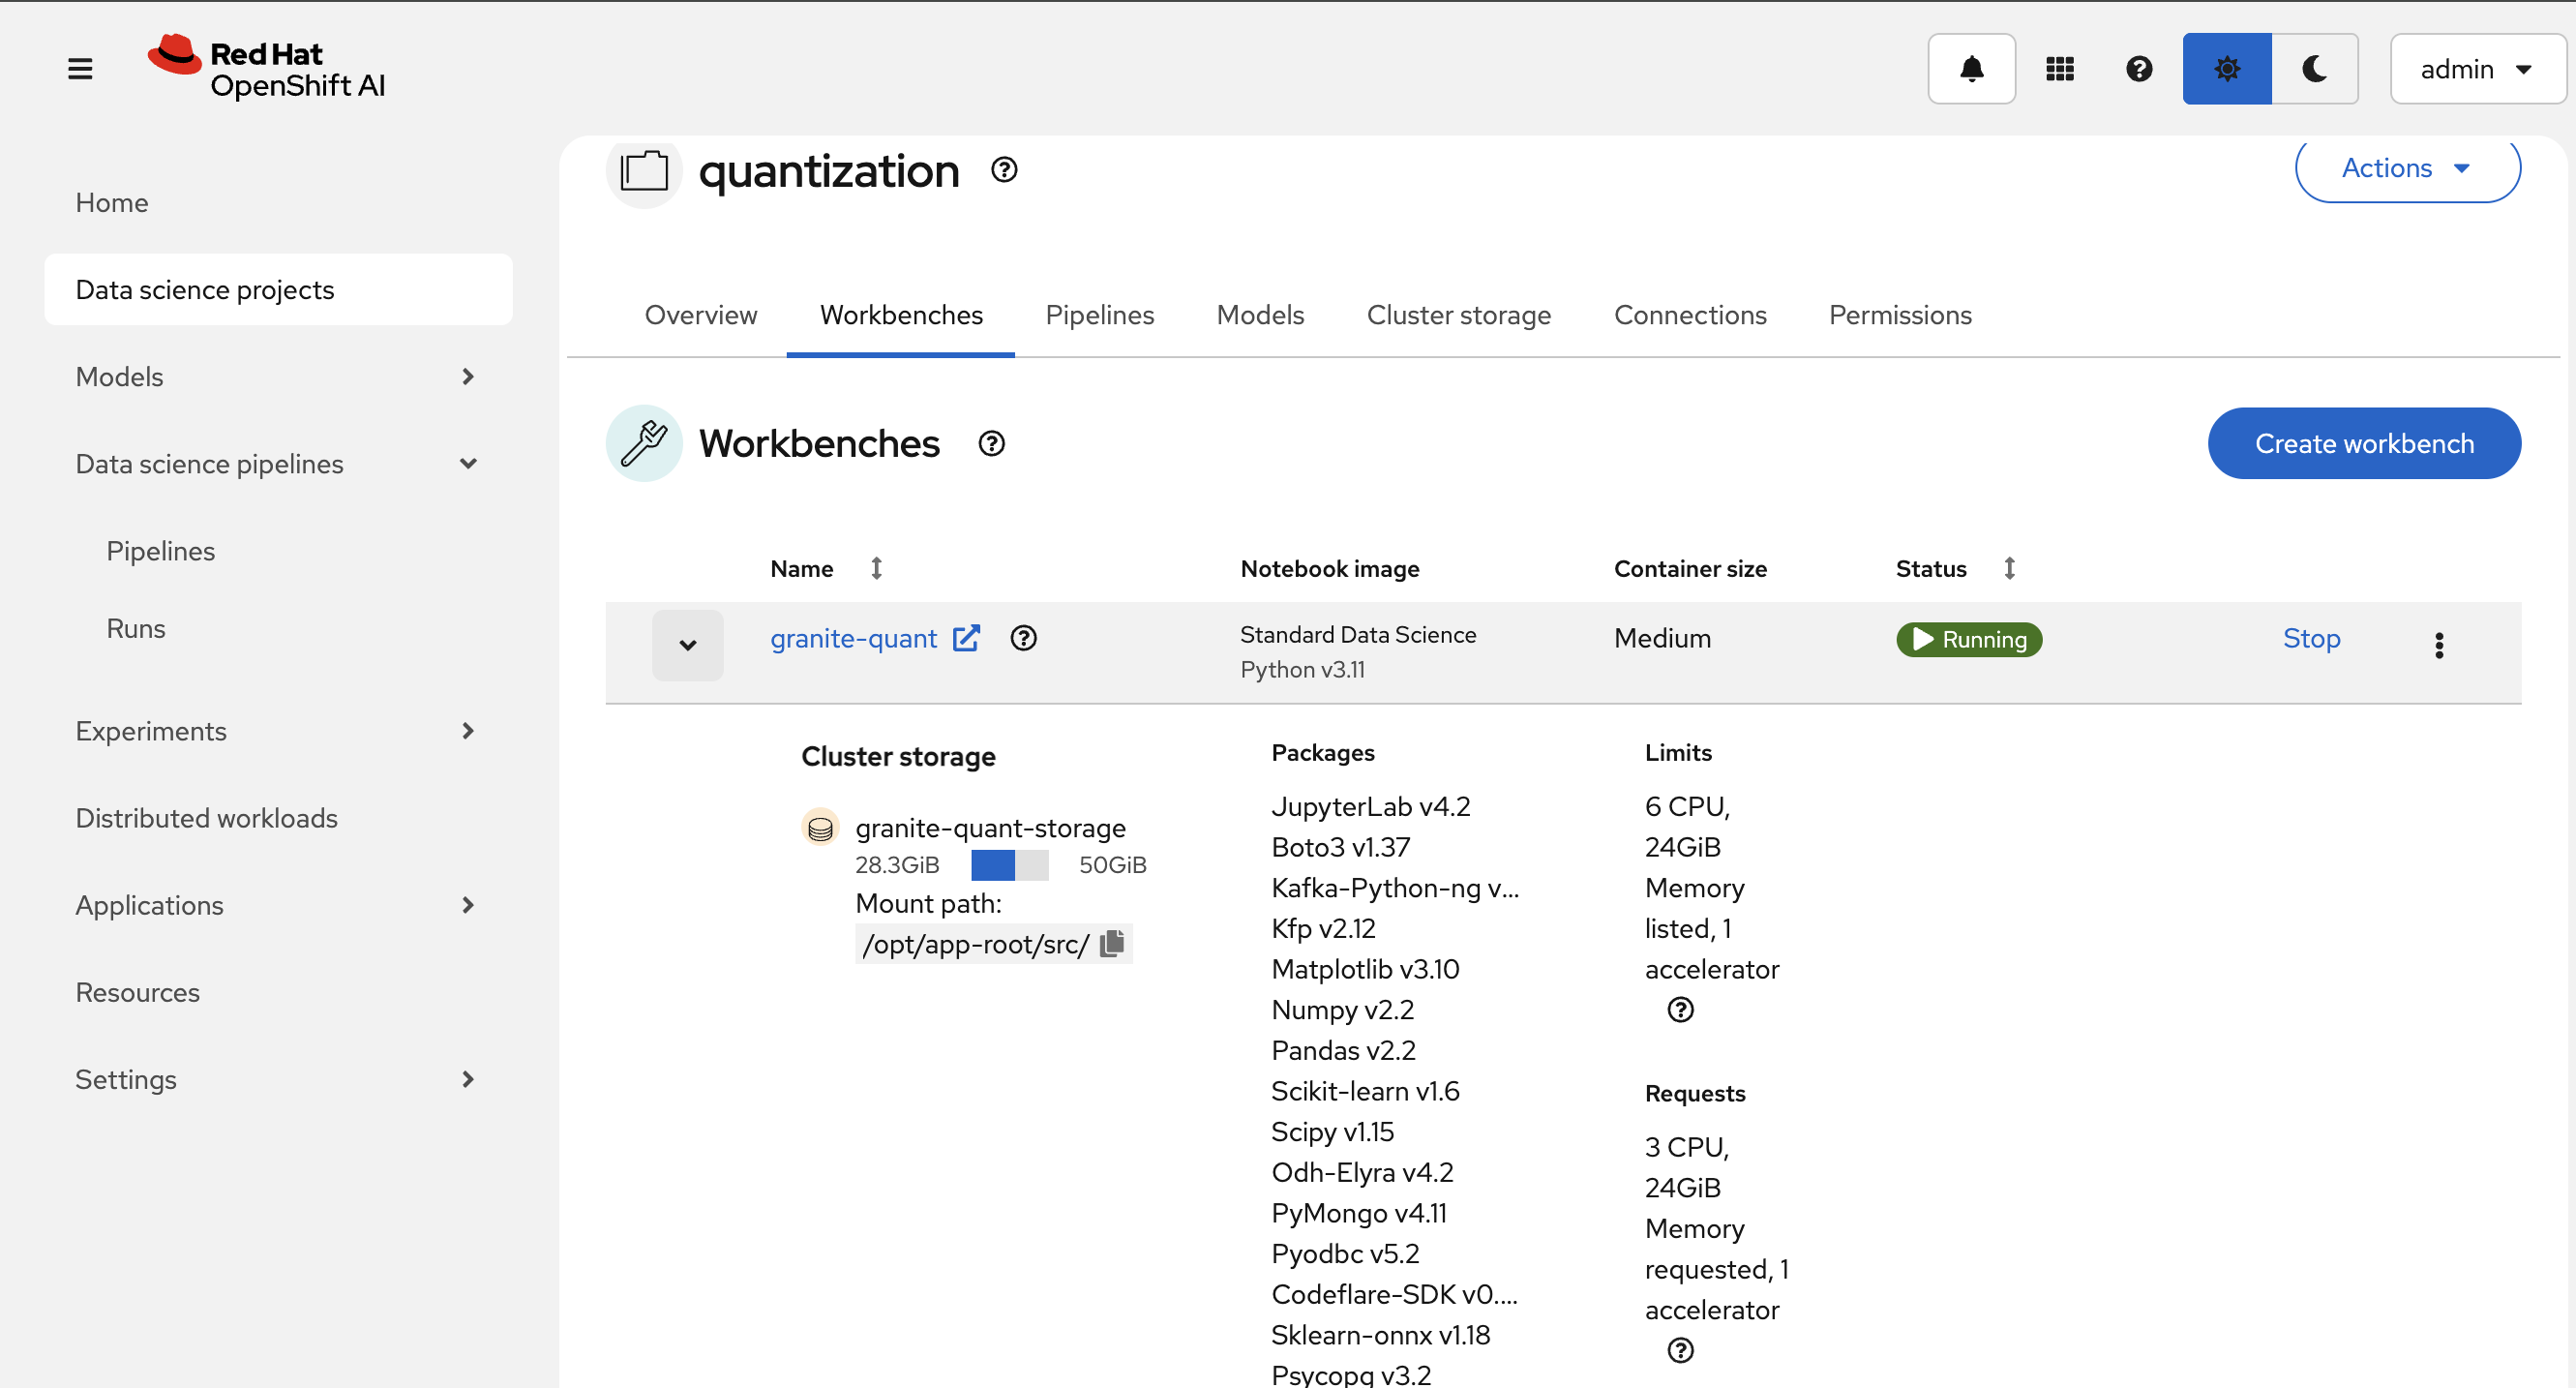 Red Hat
OpenShift AI
admin
Home
Data science projects
Models
Data science pipelines
Pipelines
Runs
Experiments
Distributed workloads
Applications
Resources
Settings
quantization
Actions
Overview Workbenches Pipelines Models Cluster storage Connections Permissions
Workbenches
Create workbench
Name Notebook image Container size Status
granite-quant Standard Data Science Medium Running Stop
Python v3.11
Cluster storage
granite-quant-storage
28.3GiB 50GiB
Mount path:
/opt/app-root/src/
Packages
JupyterLab v4.2
Boto3 v1.37
Kafka-Python-ng v...
Kfp v2.12
Matplotlib v3.10
Numpy v2.2
Pandas v2.2
Scikit-learn v1.6
Scipy v1.15
Odh-Elyra v4.2
PyMongo v4.11
Pyodbc v5.2
Codeflare-SDK v0....
Sklearn-onnx v1.18
Psycopg v3.2
Limits
6 CPU,
24GiB
Memory
listed, 1
accelerator
Requests
3 CPU,
24GiB
Memory
requested, 1
accelerator